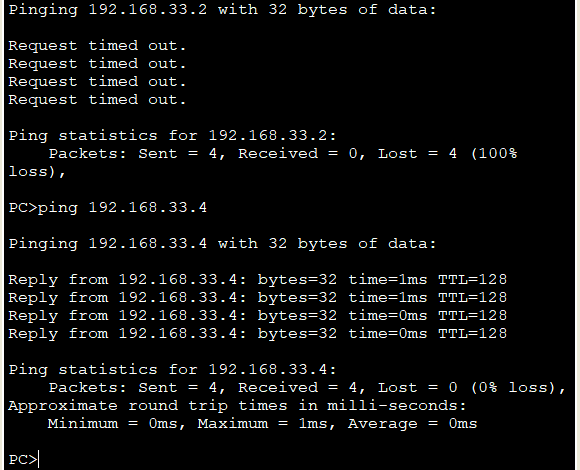 Pinging 192.168.33.2 with 32 bytes of data:
Request timed out.
Request timed out.
Request timed out.
Request timed out.
Ping statistics for 192.168.33.2:
    Packets: Sent = 4, Received = 0, Lost = 4 (100%
loss),
PC>ping 192.168.33.4
Pinging 192.168.33.4 with 32 bytes of data:
Reply from 192.168.33.4: bytes=32 time=1ms TTL=128
Reply from 192.168.33.4: bytes=32 time=1ms TTL=128
Reply from 192.168.33.4: bytes=32 time=0ms TTL=128
Reply from 192.168.33.4: bytes=32 time=0ms TTL=128
Ping statistics for 192.168.33.4:
    Packets: Sent = 4, Received = 4, Lost = 0 (0% loss),
Approximate round trip times in milli-seconds:
    Minimum = 0ms, Maximum = 1ms, Average = 0ms
PC>